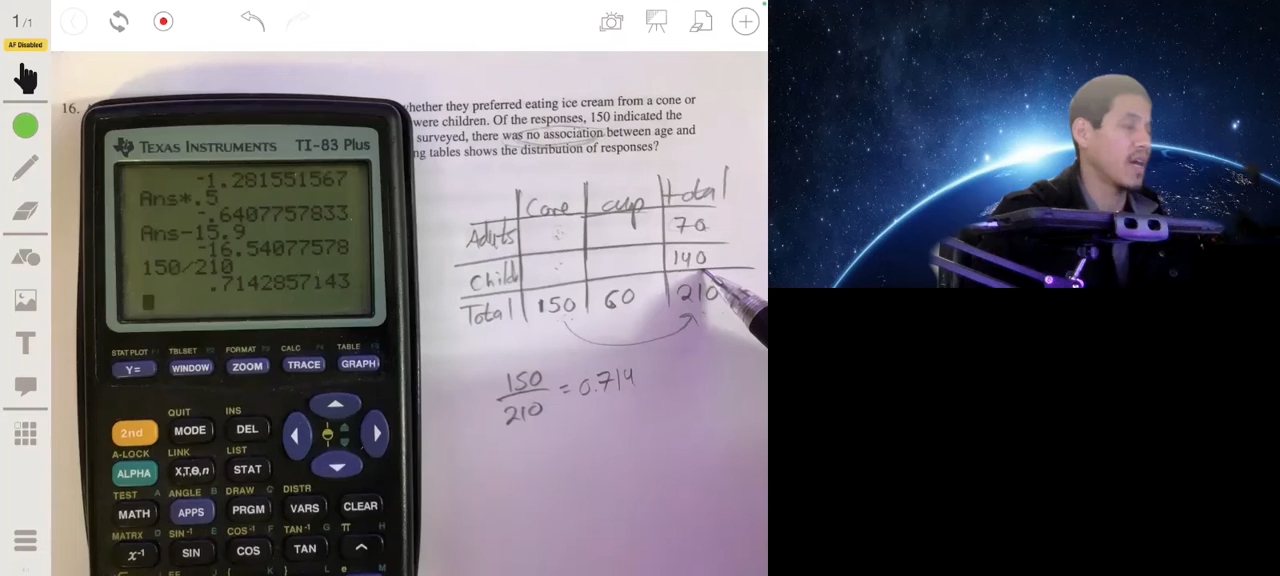 1/1
AF Disabled
16.
whether they preferred eating ice cream from a cone or
were children. Of the responses, 150 indicated the
surveyed, there was no association between age and
ng tables shows the distribution of responses?
TEXAS INSTRUMENTS TI-83 Plus
-1.281551567
Ans*.5
-.6407757833
Ans-15.9
-16.54077578
150/210
.7142857143
Cone cup total
Adults 70
Child 140
Total 150 60 210
150
210 = 0.714
STAT PLOT F1 TBLSET F2 FORMAT F3 CALC F4 TABLE F5
Y= WINDOW ZOOM TRACE GRAPH
QUIT INS
2nd MODE DEL
A-LOCK LINK LIST
ALPHA X,T,Θ,n STAT
TEST A ANGLE B DRAW C DISTR
MATH APPS PRGM VARS CLEAR
MATRX D SIN⁻¹ E COS⁻¹ F TAN⁻¹ G π H
x⁻¹ SIN COS TAN ^
T